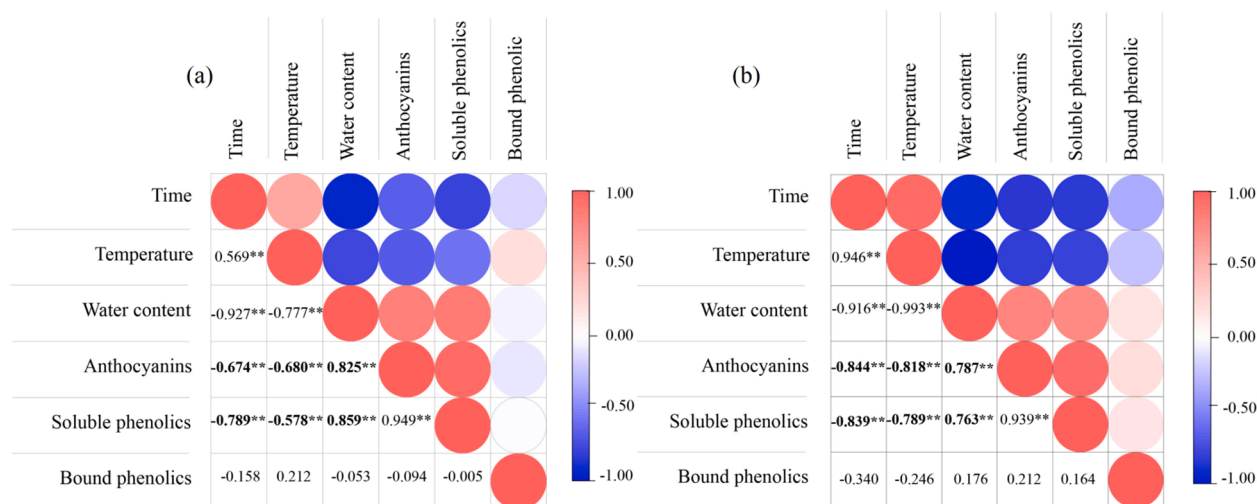 (a)
Time
Temperature
Water content
Anthocyanins
Soluble phenolics
Bound phenolic
Time
Temperature 0.569**
Water content -0.927** -0.777**
Anthocyanins -0.674** -0.680** 0.825**
Soluble phenolics -0.789** -0.578** 0.859** 0.949**
Bound phenolics -0.158 0.212 -0.053 -0.094 -0.005
1.00
0.50
0.00
-0.50
-1.00
(b)
Time
Temperature
Water content
Anthocyanins
Soluble phenolics
Bound phenolic
Time
Temperature 0.946**
Water content -0.916** -0.993**
Anthocyanins -0.844** -0.818** 0.787**
Soluble phenolics -0.839** -0.789** 0.763** 0.939**
Bound phenolics -0.340 -0.246 0.176 0.212 0.164
1.00
0.50
0.00
-0.50
-1.00